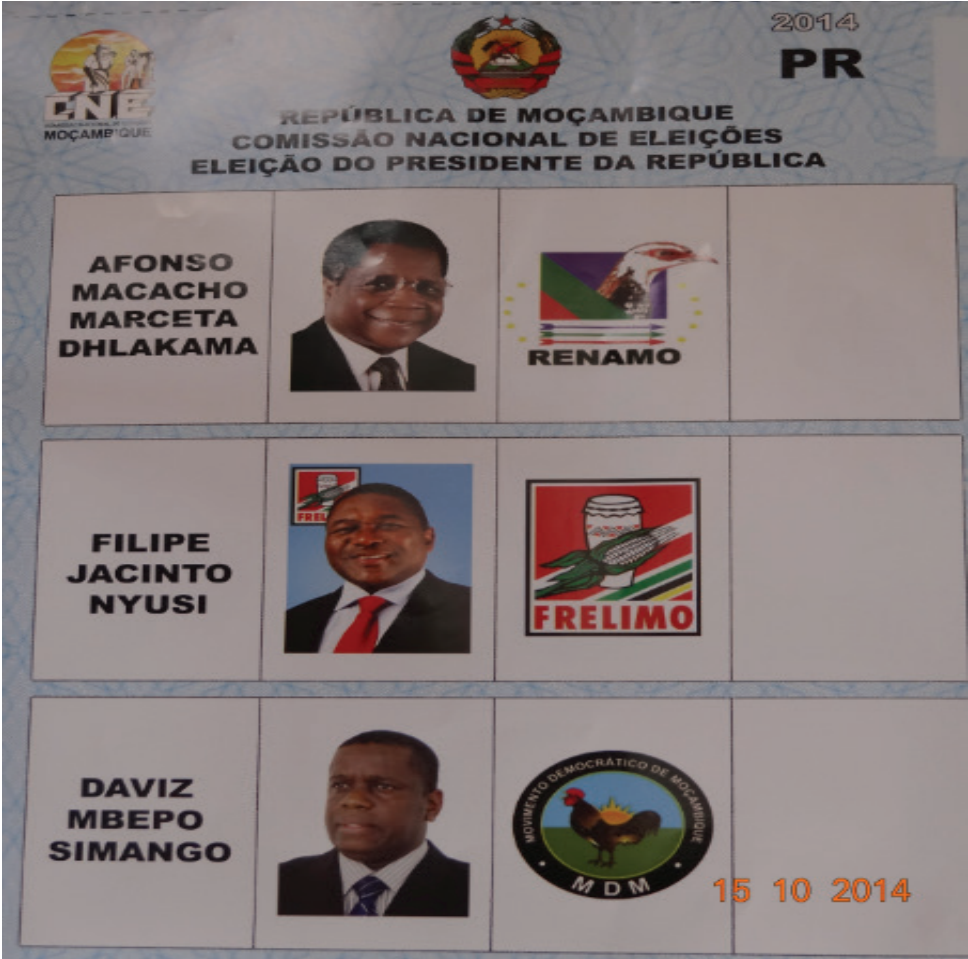 2014
PR
CNE
MOÇAMBIQUE
REPÚBLICA DE MOÇAMBIQUE
COMISSÃO NACIONAL DE ELEIÇÕES
ELEIÇÃO DO PRESIDENTE DA REPÚBLICA
AFONSO
MACACHO
MARCETA
DHLAKAMA
RENAMO
FILIPE
JACINTO
NYUSI
FRELIMO
DAVIZ
MBEPO
SIMANGO
MOVIMENTO DEMOCRÁTICO DE MOÇAMBIQUE
MDM
15 10 2014